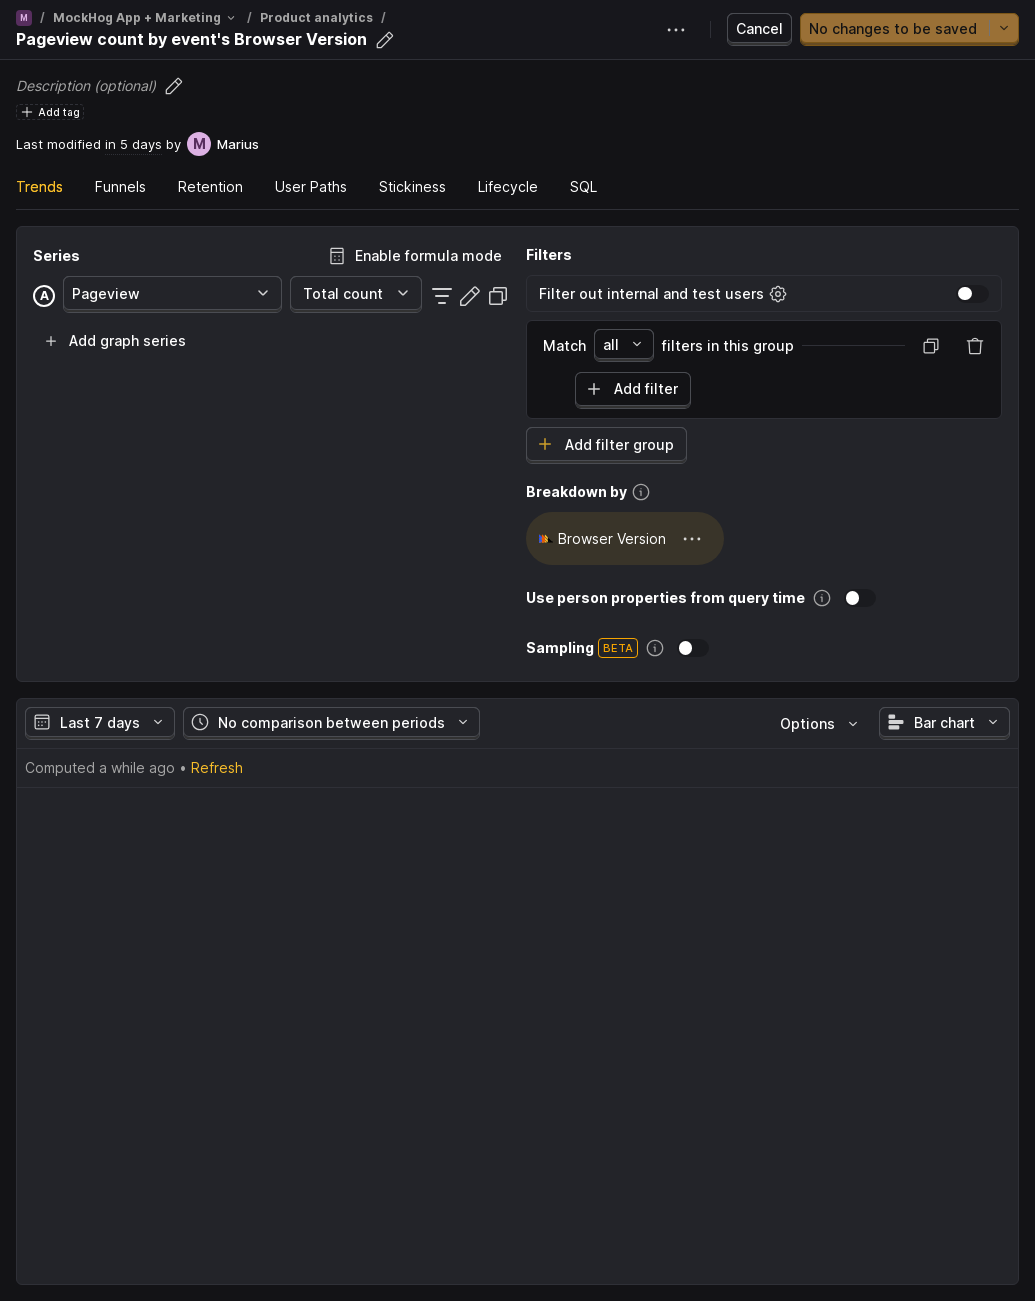 M / MockHog App + Marketing / Product analytics /
Pageview count by event's Browser Version
Cancel
No changes to be saved
Description (optional)
Add tag
Last modified in 5 days by M Marius
Trends Funnels Retention User Paths Stickiness Lifecycle SQL
Series
Enable formula mode
A Pageview Total count
Add graph series
Filters
Filter out internal and test users
Match all filters in this group
Add filter
Add filter group
Breakdown by
Browser Version
Use person properties from query time
Sampling BETA
Last 7 days No comparison between periods Options Bar chart
Computed a while ago • Refresh